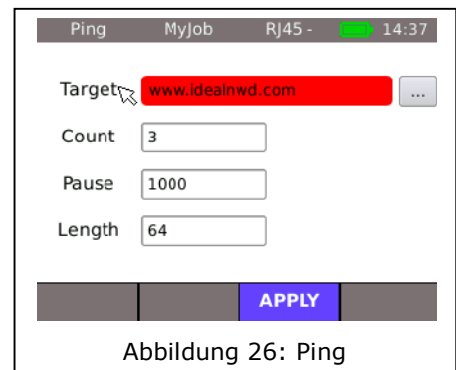 Ping MyJob RJ45 - 14:37
Target www.idealnwd.com ...
Count 3
Pause 1000
Length 64
APPLY
Abbildung 26: Ping